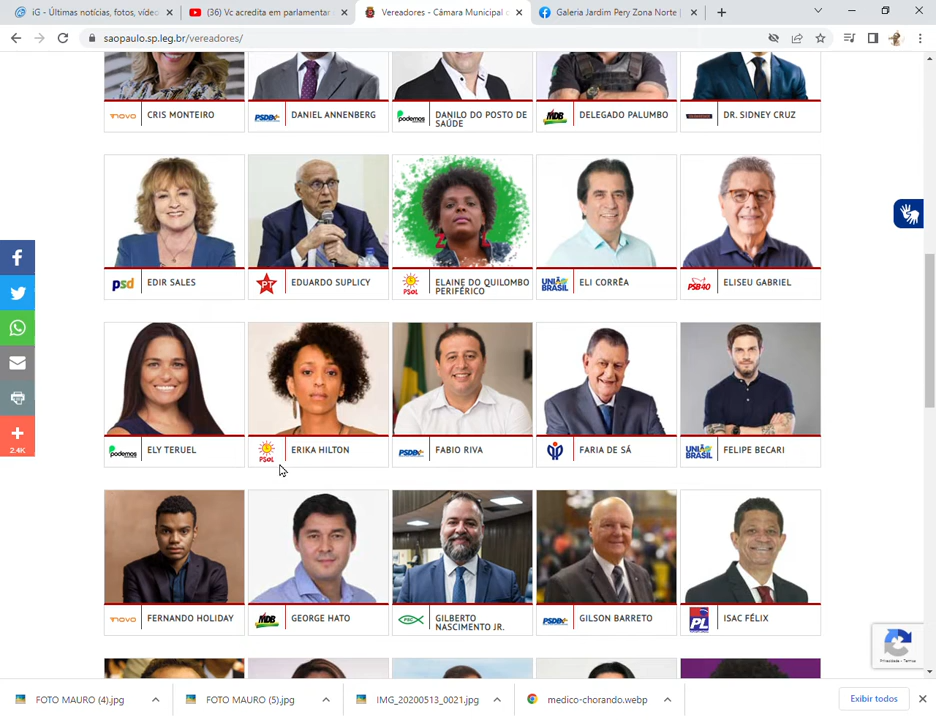 iG - Últimas notícias, fotos, vídeo
(36) Vc acredita em parlamentar
Vereadores - Câmara Municipal d
Galeria Jardim Pery Zona Norte |
saopaulo.sp.leg.br/vereadores/
NOVO CRIS MONTEIRO
PSDB DANIEL ANNENBERG
podemos DANILO DO POSTO DE
SAÚDE
MDB DELEGADO PALUMBO
DR. SIDNEY CRUZ
psd EDIR SALES
PT EDUARDO SUPLICY
PSOL ELAINE DO QUILOMBO
PERIFÉRICO
UNIÃO
BRASIL ELI CORRÊA
PSB40 ELISEU GABRIEL
podemos ELY TERUEL
PSOL ERIKA HILTON
PSDB FABIO RIVA
FARIA DE SÁ
UNIÃO
BRASIL FELIPE BECARI
2.4K
NOVO FERNANDO HOLIDAY
MDB GEORGE HATO
PSC GILBERTO
NASCIMENTO JR.
PSDB GILSON BARRETO
PL ISAC FÉLIX
Privacidade - Termos
FOTO MAURO (4).jpg
FOTO MAURO (5).jpg
IMG_20200513_0021.jpg
medico-chorando.webp
Exibir todos